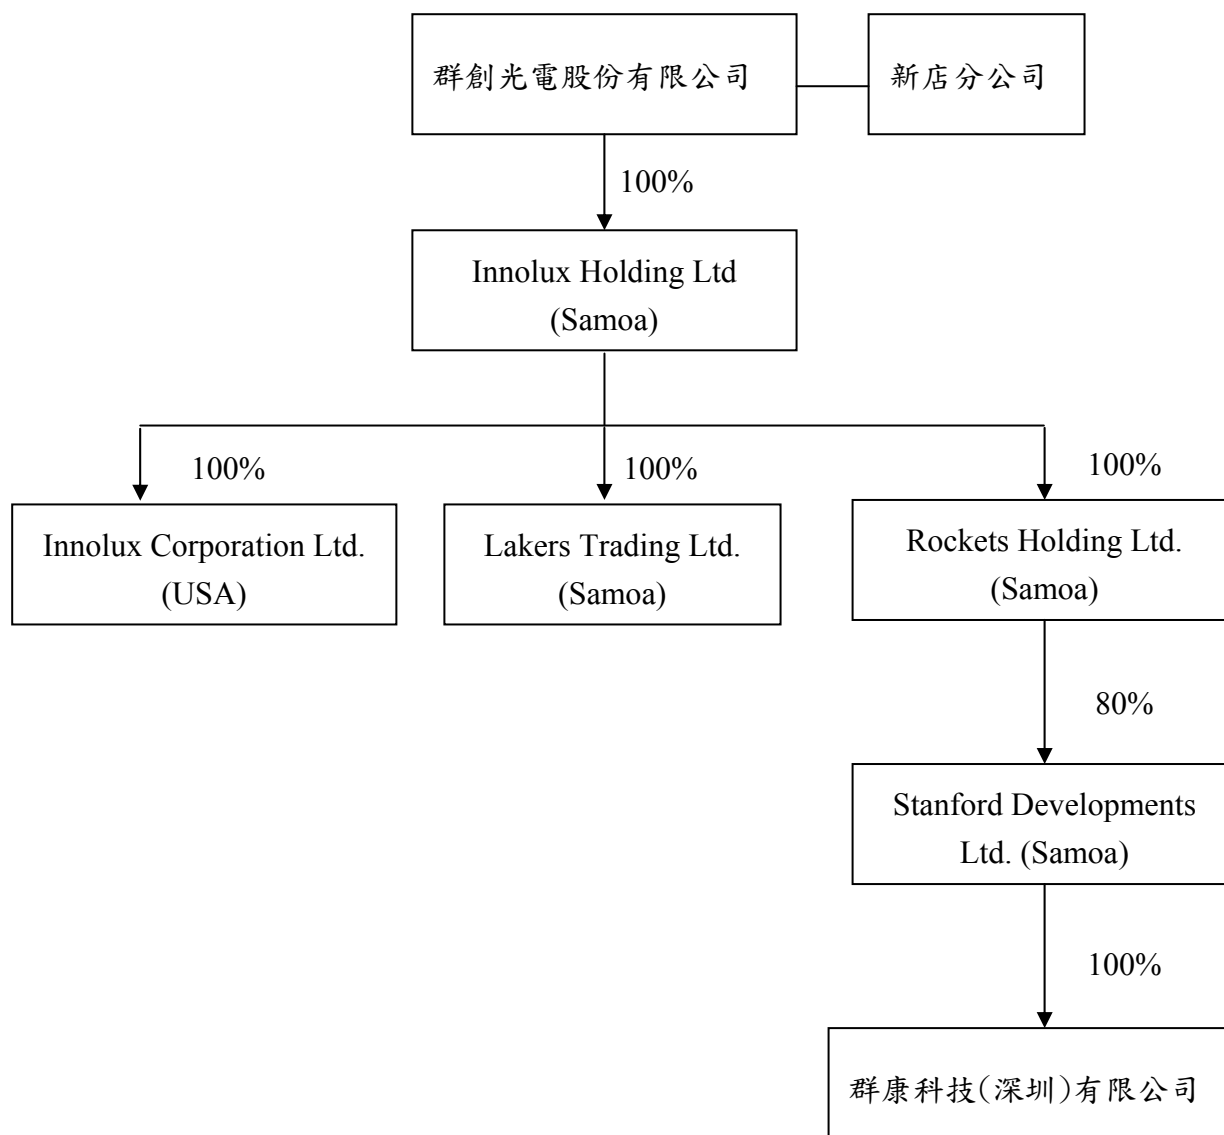 群創光電股份有限公司
新店分公司
100%
Innolux Holding Ltd
(Samoa)
100%
100%
100%
Innolux Corporation Ltd.
(USA)
Lakers Trading Ltd.
(Samoa)
Rockets Holding Ltd.
(Samoa)
80%
Stanford Developments
Ltd. (Samoa)
100%
群康科技(深圳)有限公司